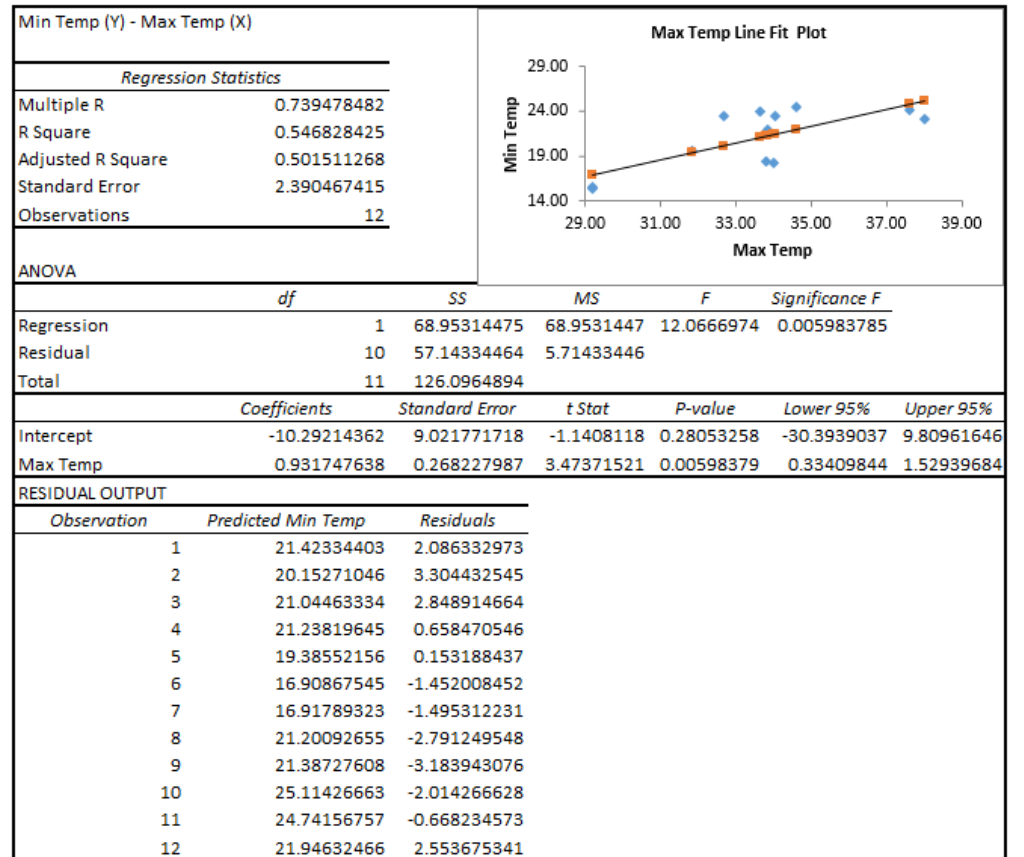 Min Temp (Y) - Max Temp (X)
Max Temp Line Fit Plot
29.00
24.00
19.00
14.00
Min Temp
29.00 31.00 33.00 35.00 37.00 39.00
Max Temp
Regression Statistics
Multiple R 0.739478482
R Square 0.546828425
Adjusted R Square 0.501511268
Standard Error 2.390467415
Observations 12
ANOVA
df SS MS F Significance F
Regression 1 68.95314475 68.9531447 12.0666974 0.005983785
Residual 10 57.14334464 5.71433446
Total 11 126.0964894
Coefficients Standard Error t Stat P-value Lower 95% Upper 95%
Intercept -10.29214362 9.021771718 -1.1408118 0.28053258 -30.3939037 9.80961646
Max Temp 0.931747638 0.268227987 3.47371521 0.00598379 0.33409844 1.52939684
RESIDUAL OUTPUT
Observation Predicted Min Temp Residuals
1 21.42334403 2.086332973
2 20.15271046 3.304432545
3 21.04463334 2.848914664
4 21.23819645 0.658470546
5 19.38552156 0.153188437
6 16.90867545 -1.452008452
7 16.91789323 -1.495312231
8 21.20092655 -2.791249548
9 21.38727608 -3.183943076
10 25.11426663 -2.014266628
11 24.74156757 -0.668234573
12 21.94632466 2.553675341